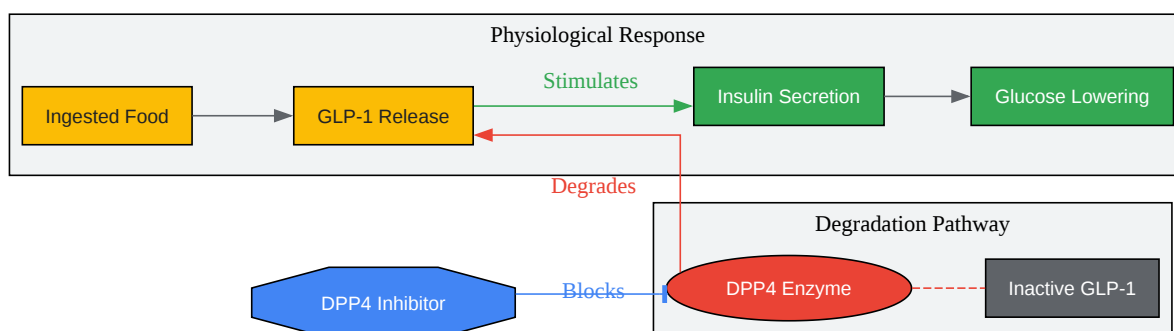 Physiological Response
Stimulates
Ingested Food
GLP-1 Release
Insulin Secretion
Glucose Lowering
Degrades
Degradation Pathway
DPP4 Inhibitor
Blocks
DPP4 Enzyme
Inactive GLP-1